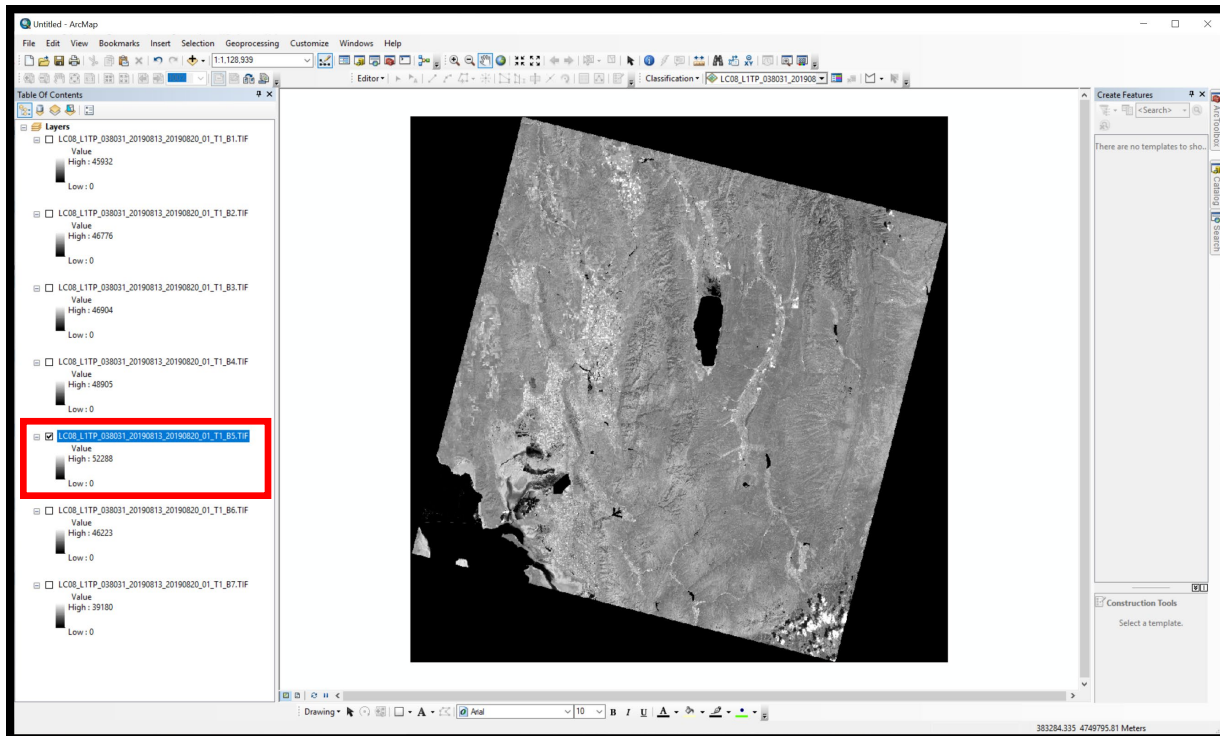 Untitled - ArcMap
File Edit View Bookmarks Insert Selection Geoprocessing Customize Windows Help
1:1,128,939
Editor
Classification LC08_L1TP_038031_201908
Table Of Contents
Layers
LC08_L1TP_038031_20190813_20190820_01_T1_B1.TIF
Value
High : 45932
Low : 0
LC08_L1TP_038031_20190813_20190820_01_T1_B2.TIF
Value
High : 46776
Low : 0
LC08_L1TP_038031_20190813_20190820_01_T1_B3.TIF
Value
High : 46904
Low : 0
LC08_L1TP_038031_20190813_20190820_01_T1_B4.TIF
Value
High : 48905
Low : 0
LC08_L1TP_038031_20190813_20190820_01_T1_B5.TIF
Value
High : 52288
Low : 0
LC08_L1TP_038031_20190813_20190820_01_T1_B6.TIF
Value
High : 46223
Low : 0
LC08_L1TP_038031_20190813_20190820_01_T1_B7.TIF
Value
High : 39180
Low : 0
Create Features
<Search>
There are no templates to sho..
Construction Tools
Select a template.
ArcToolbox
Catalog
Search
Drawing A Arial 10 B I U A
383284.335 4749795.81 Meters